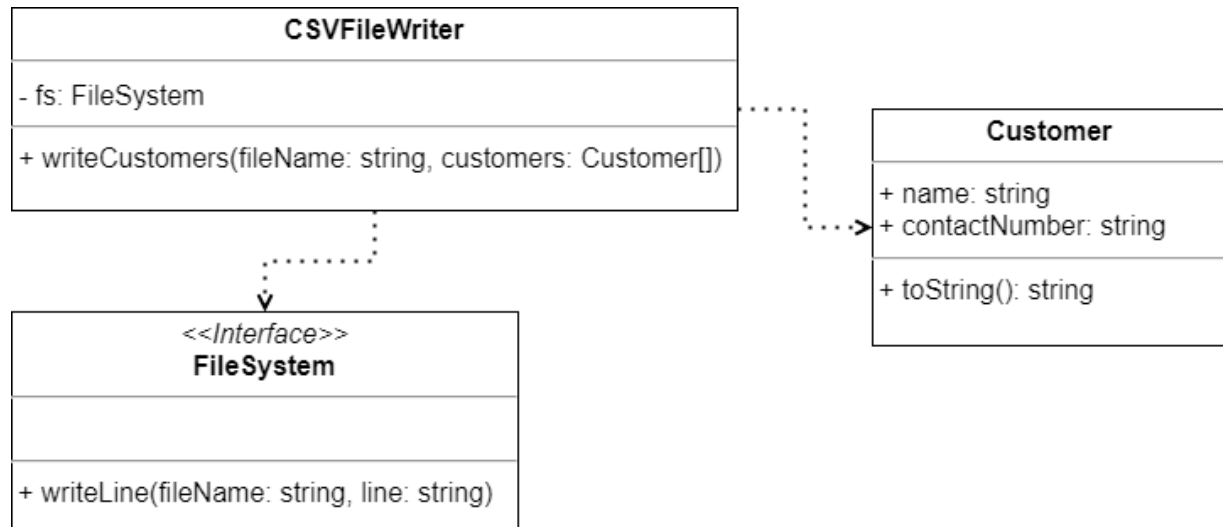 CSVFileWriter
- fs: FileSystem
+ writeCustomers(fileName: string, customers: Customer[])
Customer
+ name: string
+ contactNumber: string
+ toString(): string
<<Interface>>
FileSystem
+ writeLine(fileName: string, line: string)